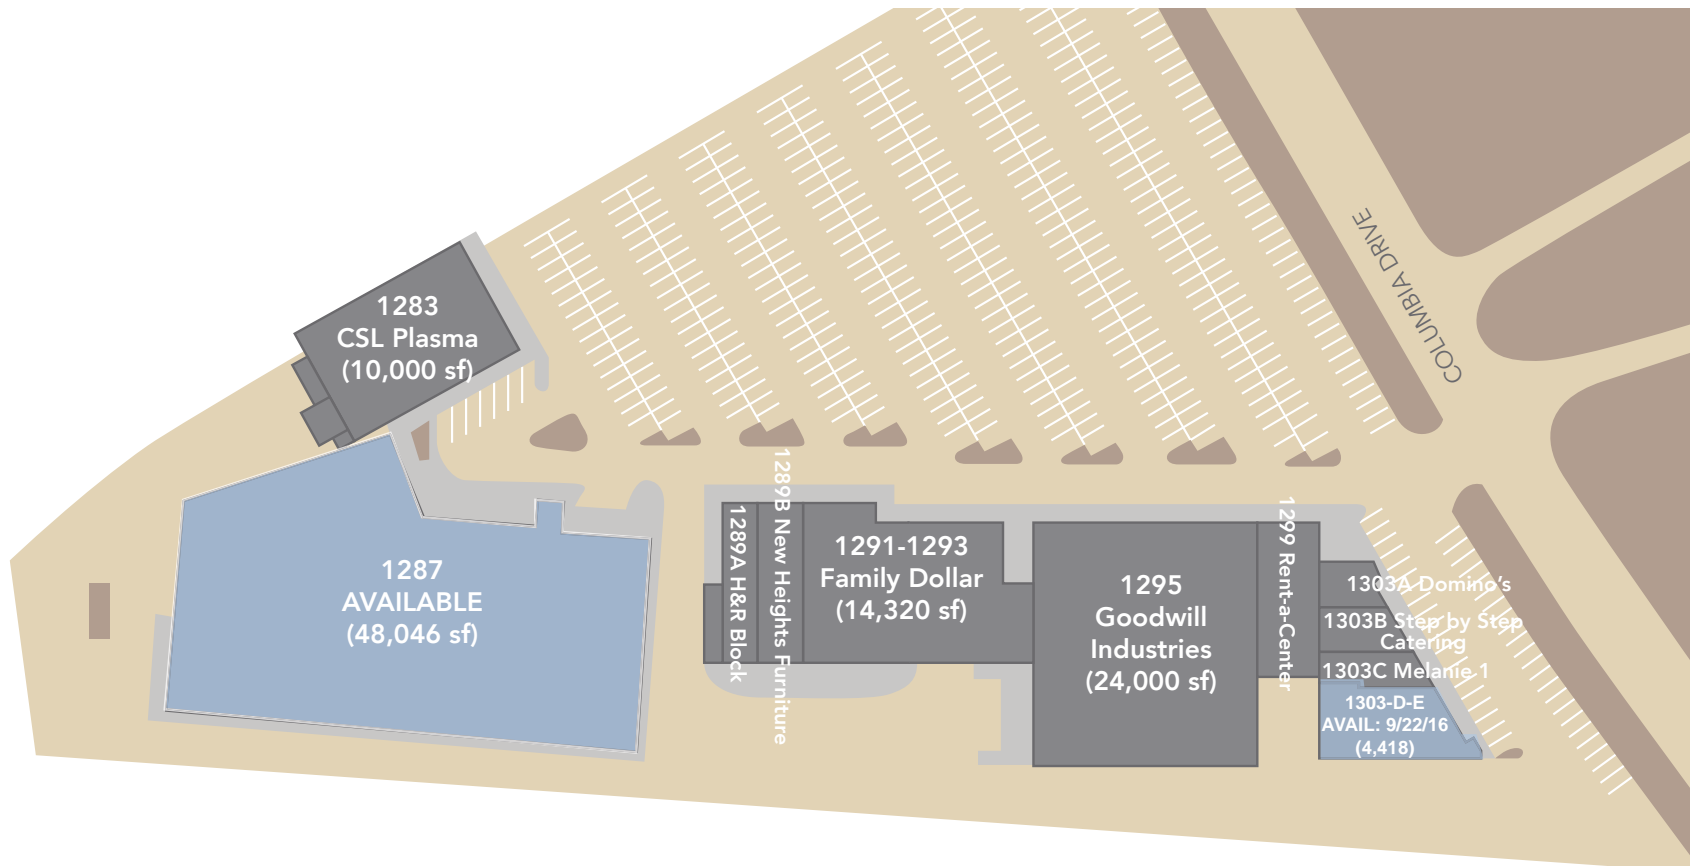 COLUMBIA DRIVE
1283
CSL Plasma
(10,000 sf)
1287
AVAILABLE
(48,046 sf)
1289A H&R Block
1289B New Heights Furniture
1291-1293
Family Dollar
(14,320 sf)
1295
Goodwill
Industries
(24,000 sf)
1299 Rent-a-Center
1303A Domino's
1303B Step by Step
Catering
1303C Melanie 1
1303-D-E
AVAIL: 9/22/16
(4,418)